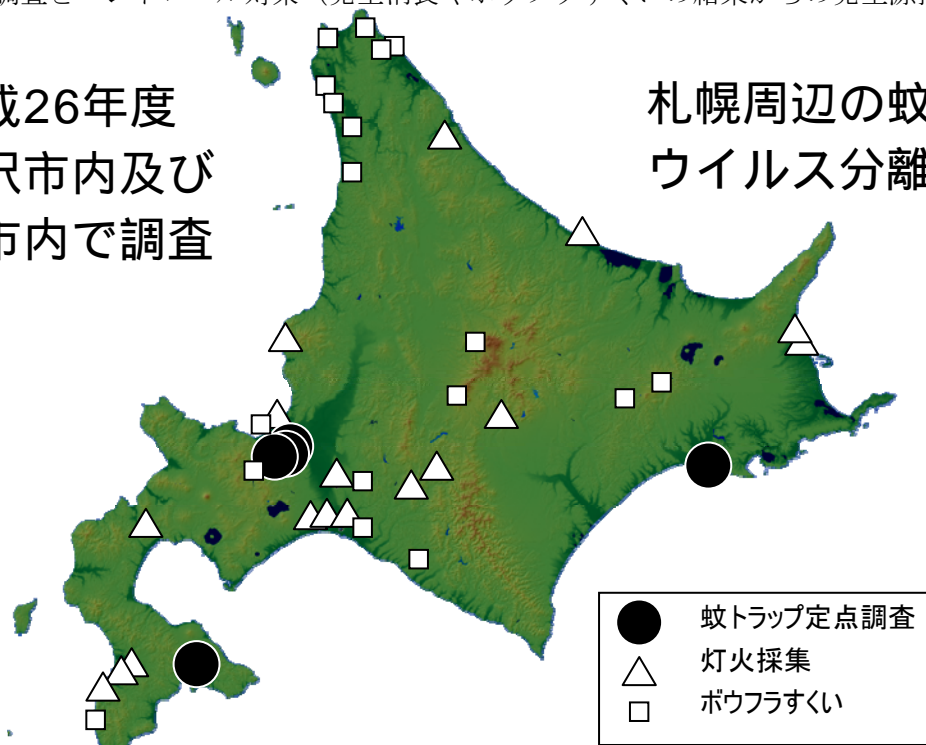 成26年度
沢市内及び
市内で調査
札幌周辺の蚊
ウイルス分離
蚊トラップ定点調査
灯火採集
ボウフラすくい